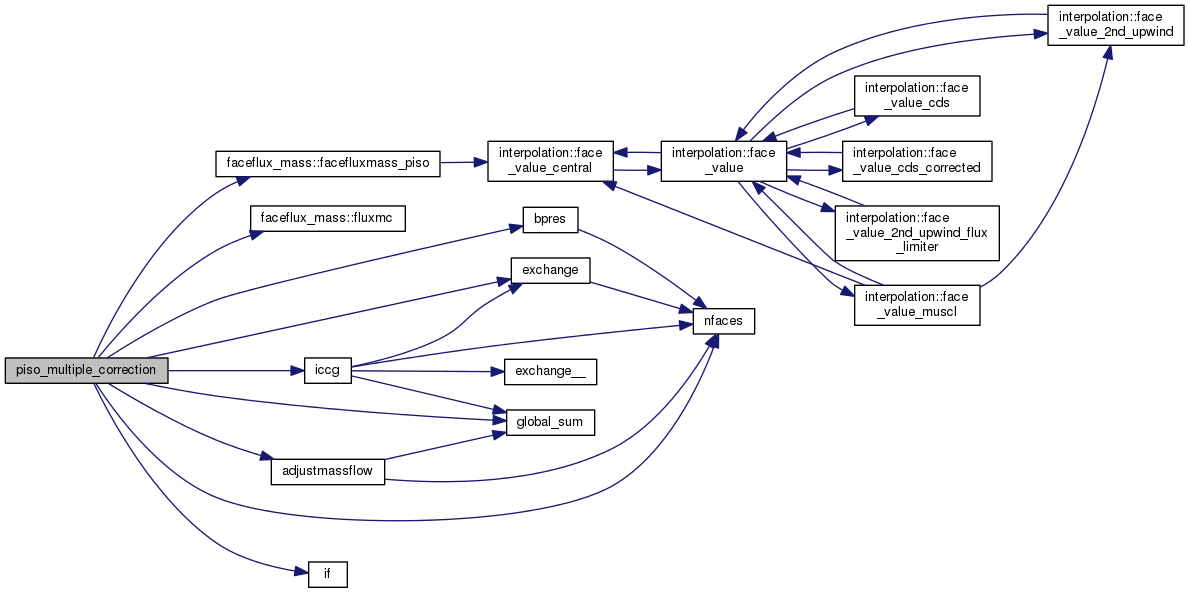 piso_multiple_correction
faceflux_mass::facefluxmass_piso
faceflux_mass::fluxmc
bpres
exchange
iccg
exchange__
global_sum
adjustmassflow
if
nfaces
interpolation::face
_value_central
interpolation::face
_value
interpolation::face
_value_2nd_upwind
interpolation::face
_value_cds
interpolation::face
_value_cds_corrected
interpolation::face
_value_2nd_upwind_flux
_limiter
interpolation::face
_value_muscl